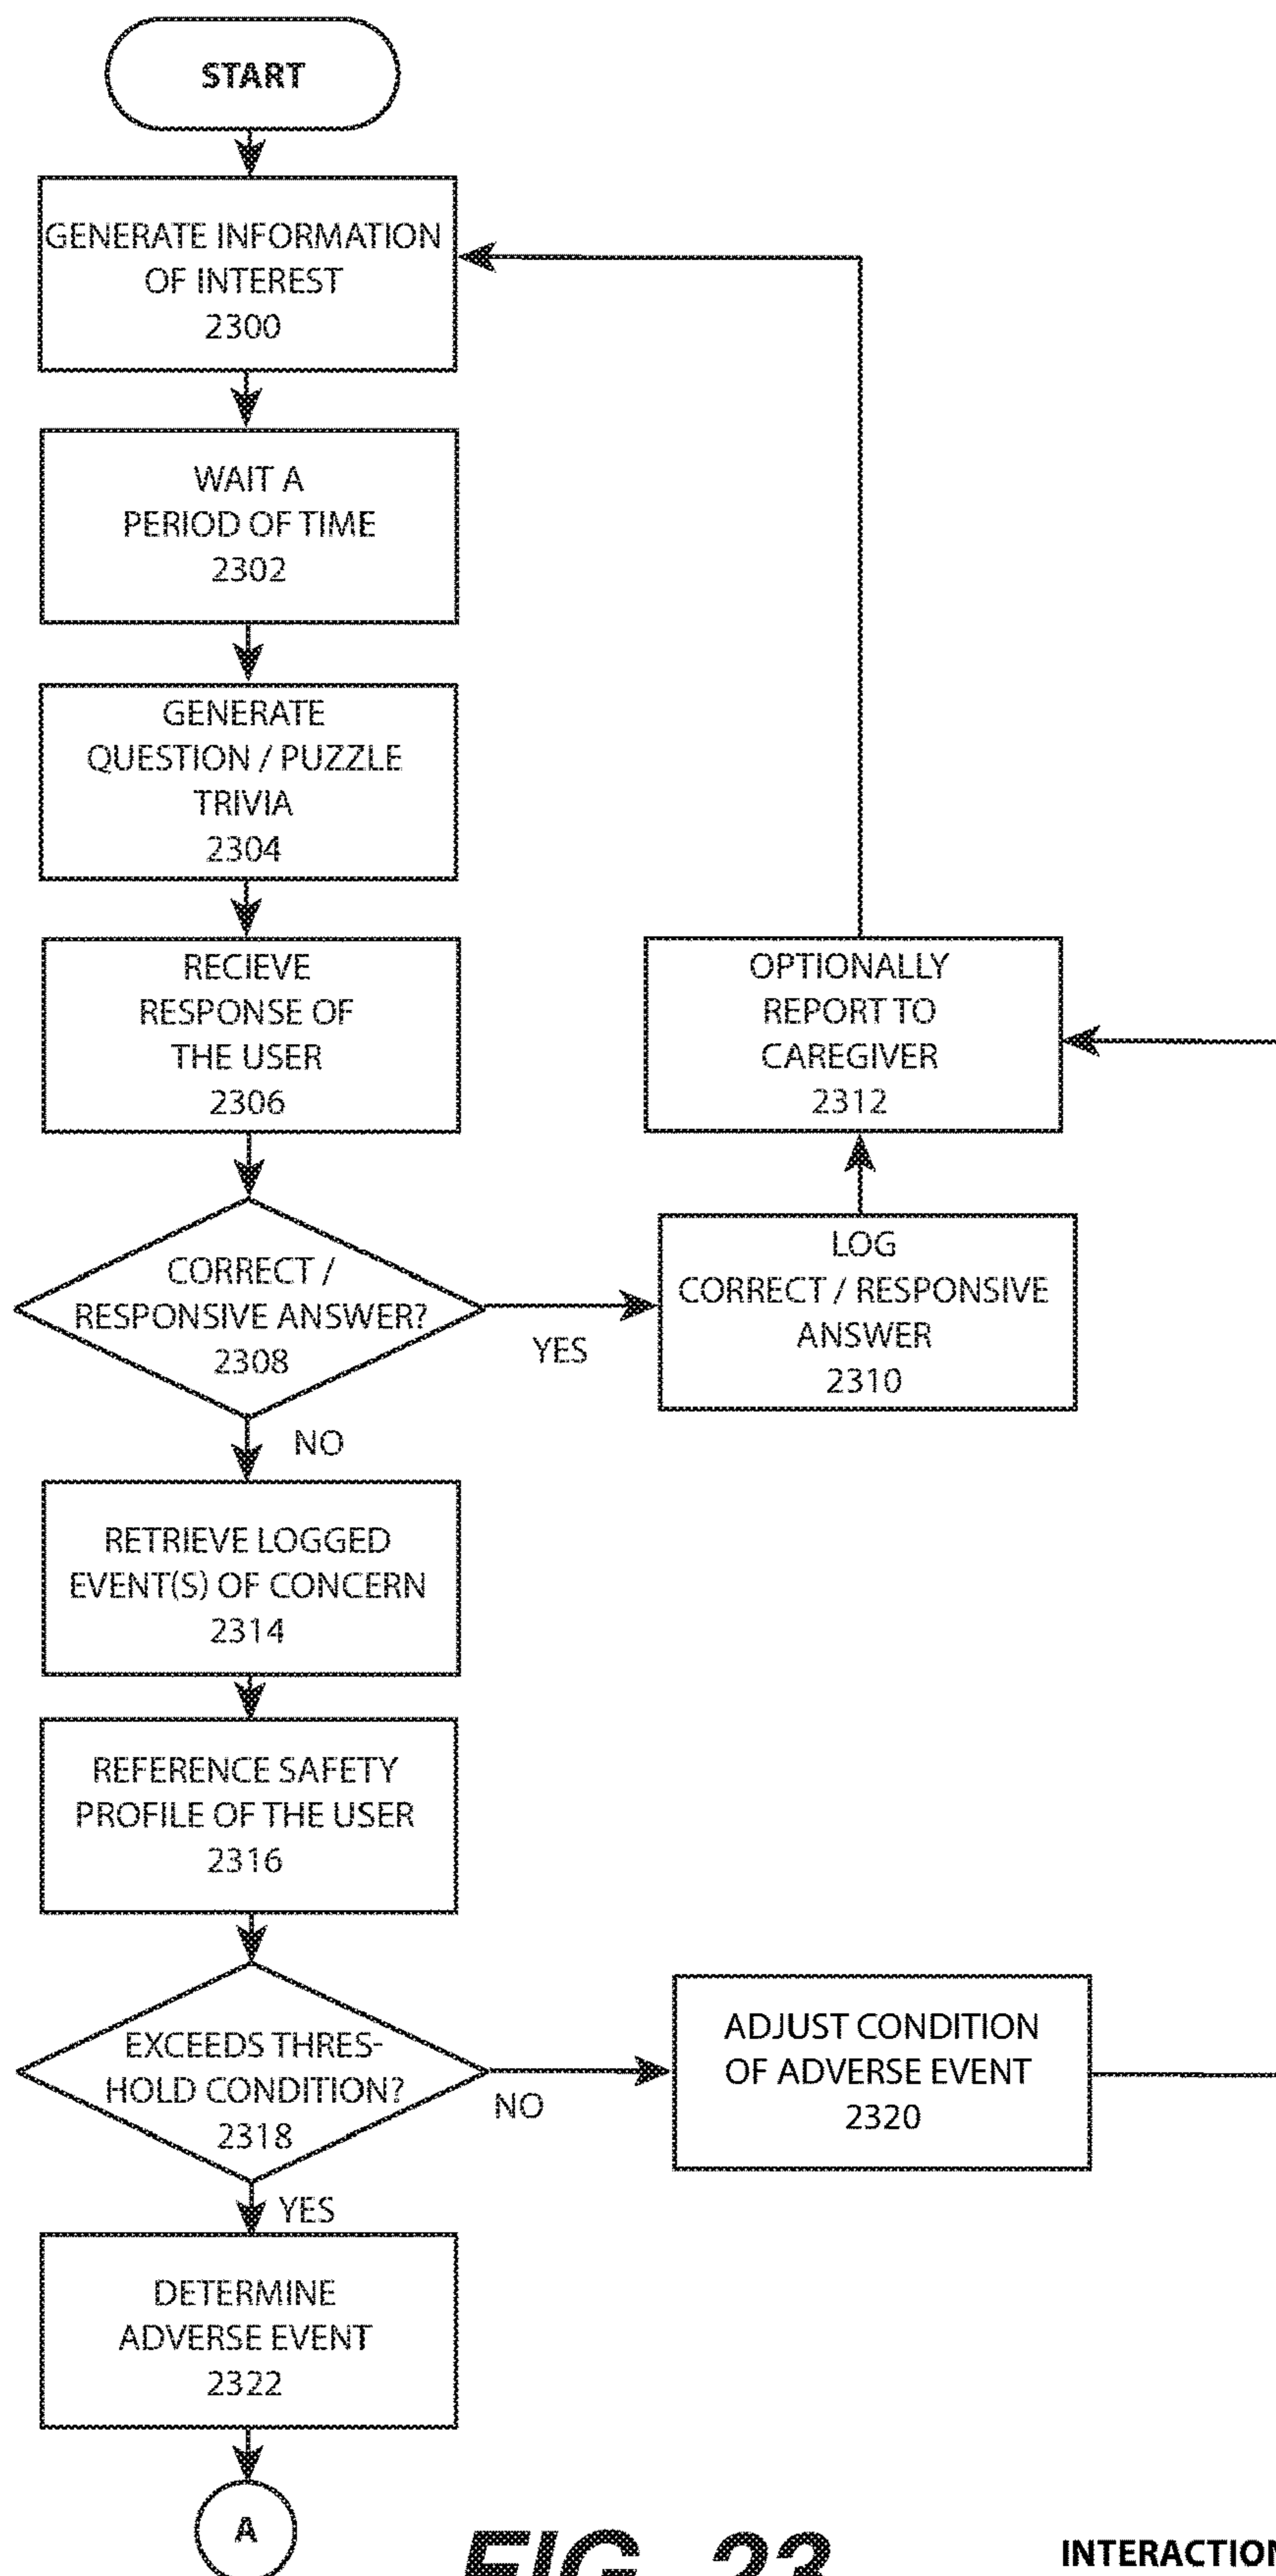 START
GENERATE INFORMATION
OF INTEREST
2300
WAIT A
PERIOD OF TIME
2302
GENERATE
QUESTION / PUZZLE
TRIVIA
2304
RECIEVE
RESPONSE OF
THE USER
2306
OPTIONALLY
REPORT TO
CAREGIVER
2312
CORRECT /
RESPONSIVE ANSWER?
2308
YES
LOG
CORRECT / RESPONSIVE
ANSWER
2310
NO
RETRIEVE LOGGED
EVENT(S) OF CONCERN
2314
REFERENCE SAFETY
PROFILE OF THE USER
2316
EXCEEDS THRES-
HOLD CONDITION?
2318
NO
ADJUST CONDITION
OF ADVERSE EVENT
2320
YES
DETERMINE
ADVERSE EVENT
2322
A
FIG. 23
INTERACTION